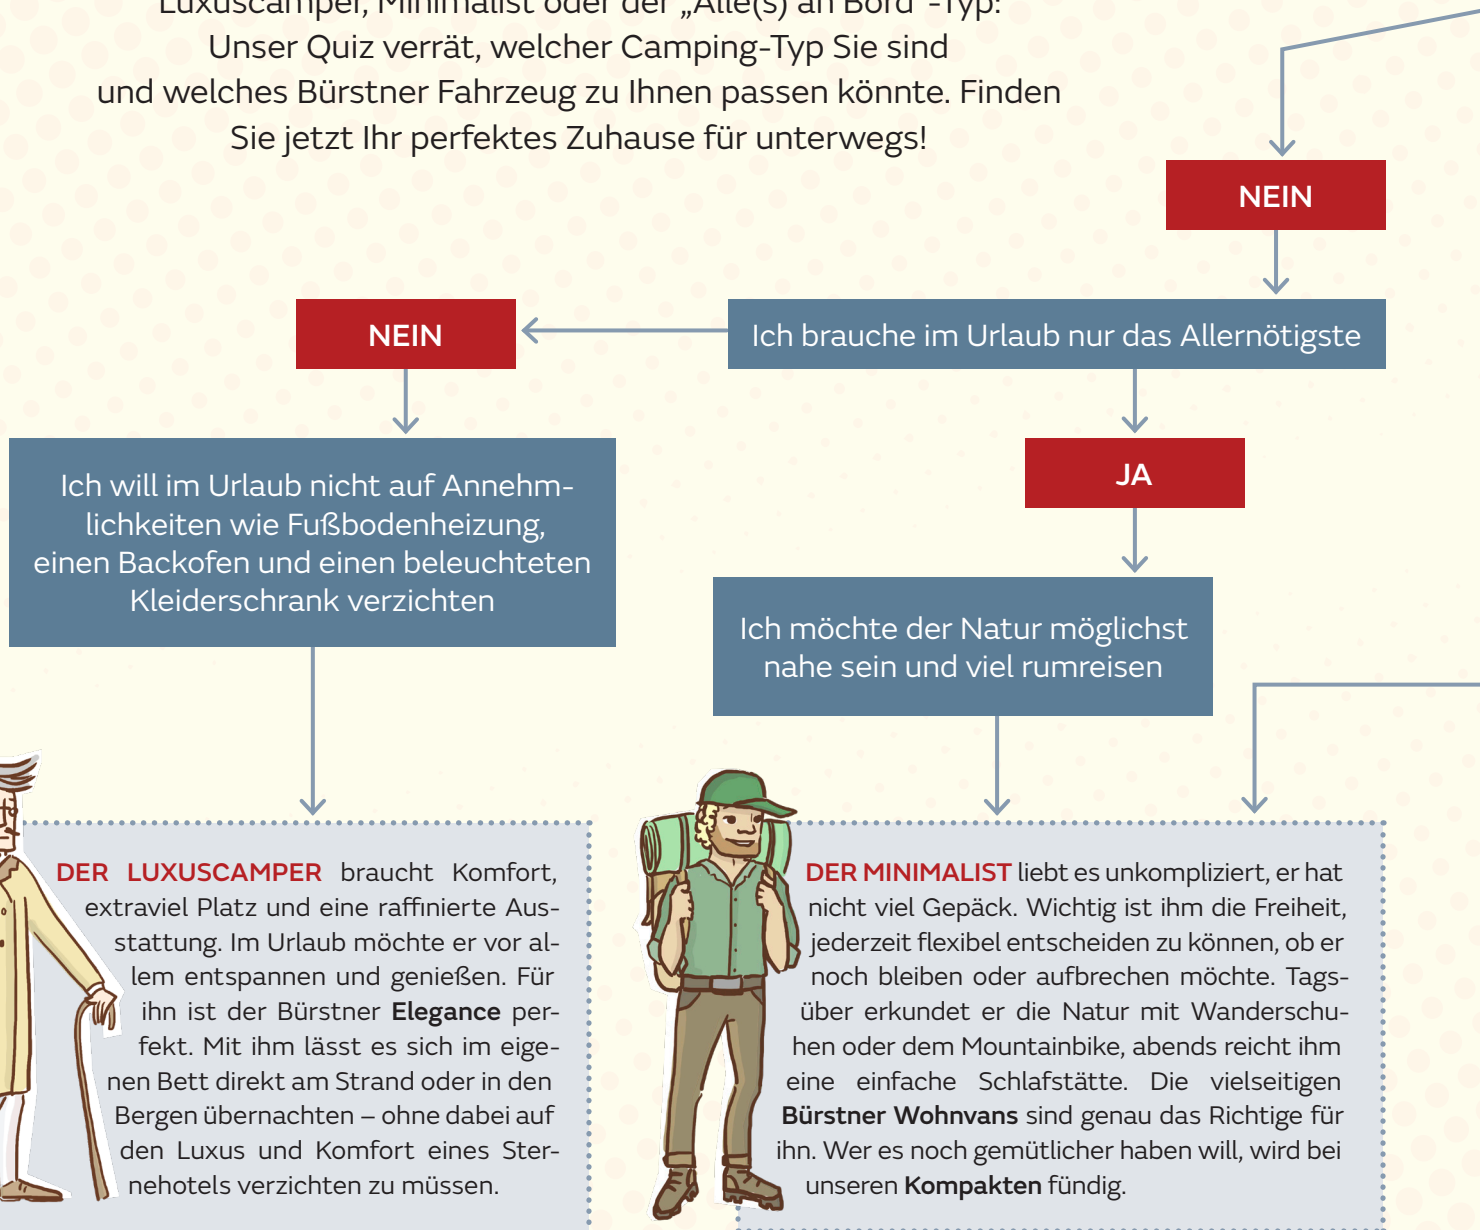 Luxuscamper, Minimalist oder der „Alle(s) an Bord"-Typ:
Unser Quiz verrät, welcher Camping-Typ Sie sind
und welches Bürstner Fahrzeug zu Ihnen passen könnte. Finden
Sie jetzt Ihr perfektes Zuhause für unterwegs!
NEIN
Ich brauche im Urlaub nur das Allernötigste
NEIN
Ich will im Urlaub nicht auf Annehm-
lichkeiten wie Fußbodenheizung,
einen Backofen und einen beleuchteten
Kleiderschrank verzichten
JA
Ich möchte der Natur möglichst
nahe sein und viel rumreisen
DER LUXUSCAMPER braucht Komfort,
extraviel Platz und eine raffinierte Aus-
stattung. Im Urlaub möchte er vor al-
lem entspannen und genießen. Für
ihn ist der Bürstner Elegance per-
fekt. Mit ihm lässt es sich im eige-
nen Bett direkt am Strand oder in den
Bergen übernachten – ohne dabei auf
den Luxus und Komfort eines Ster-
nehotels verzichten zu müssen.
DER MINIMALIST liebt es unkompliziert, er hat
nicht viel Gepäck. Wichtig ist ihm die Freiheit,
jederzeit flexibel entscheiden zu können, ob er
noch bleiben oder aufbrechen möchte. Tags-
über erkundet er die Natur mit Wanderschu-
hen oder dem Mountainbike, abends reicht ihm
eine einfache Schlafstätte. Die vielseitigen
Bürstner Wohnvans sind genau das Richtige für
ihn. Wer es noch gemütlicher haben will, wird bei
unseren Kompakten fündig.